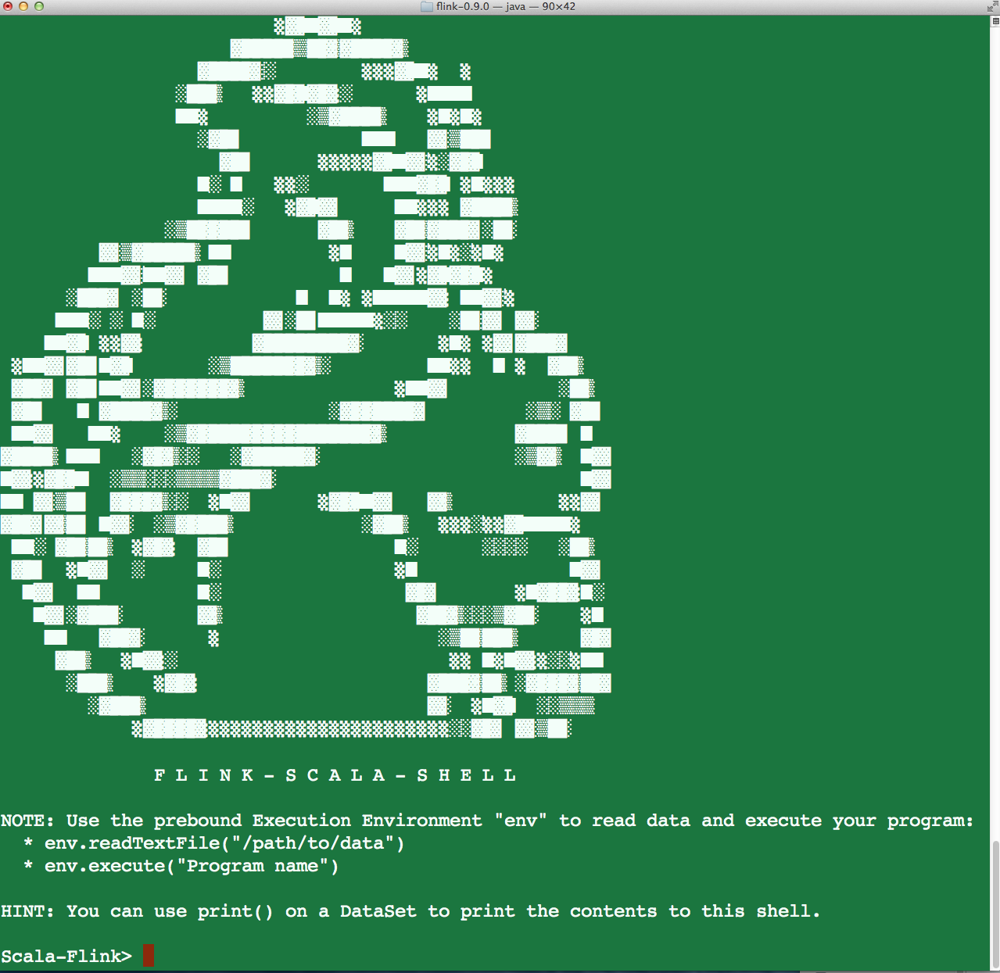 flink-0.9.0 — java — 90×42
F L I N K - S C A L A - S H E L L
NOTE: Use the prebound Execution Environment "env" to read data and execute your program:
* env.readTextFile("/path/to/data")
* env.execute("Program name")
HINT: You can use print() on a DataSet to print the contents to this shell.
Scala-Flink>